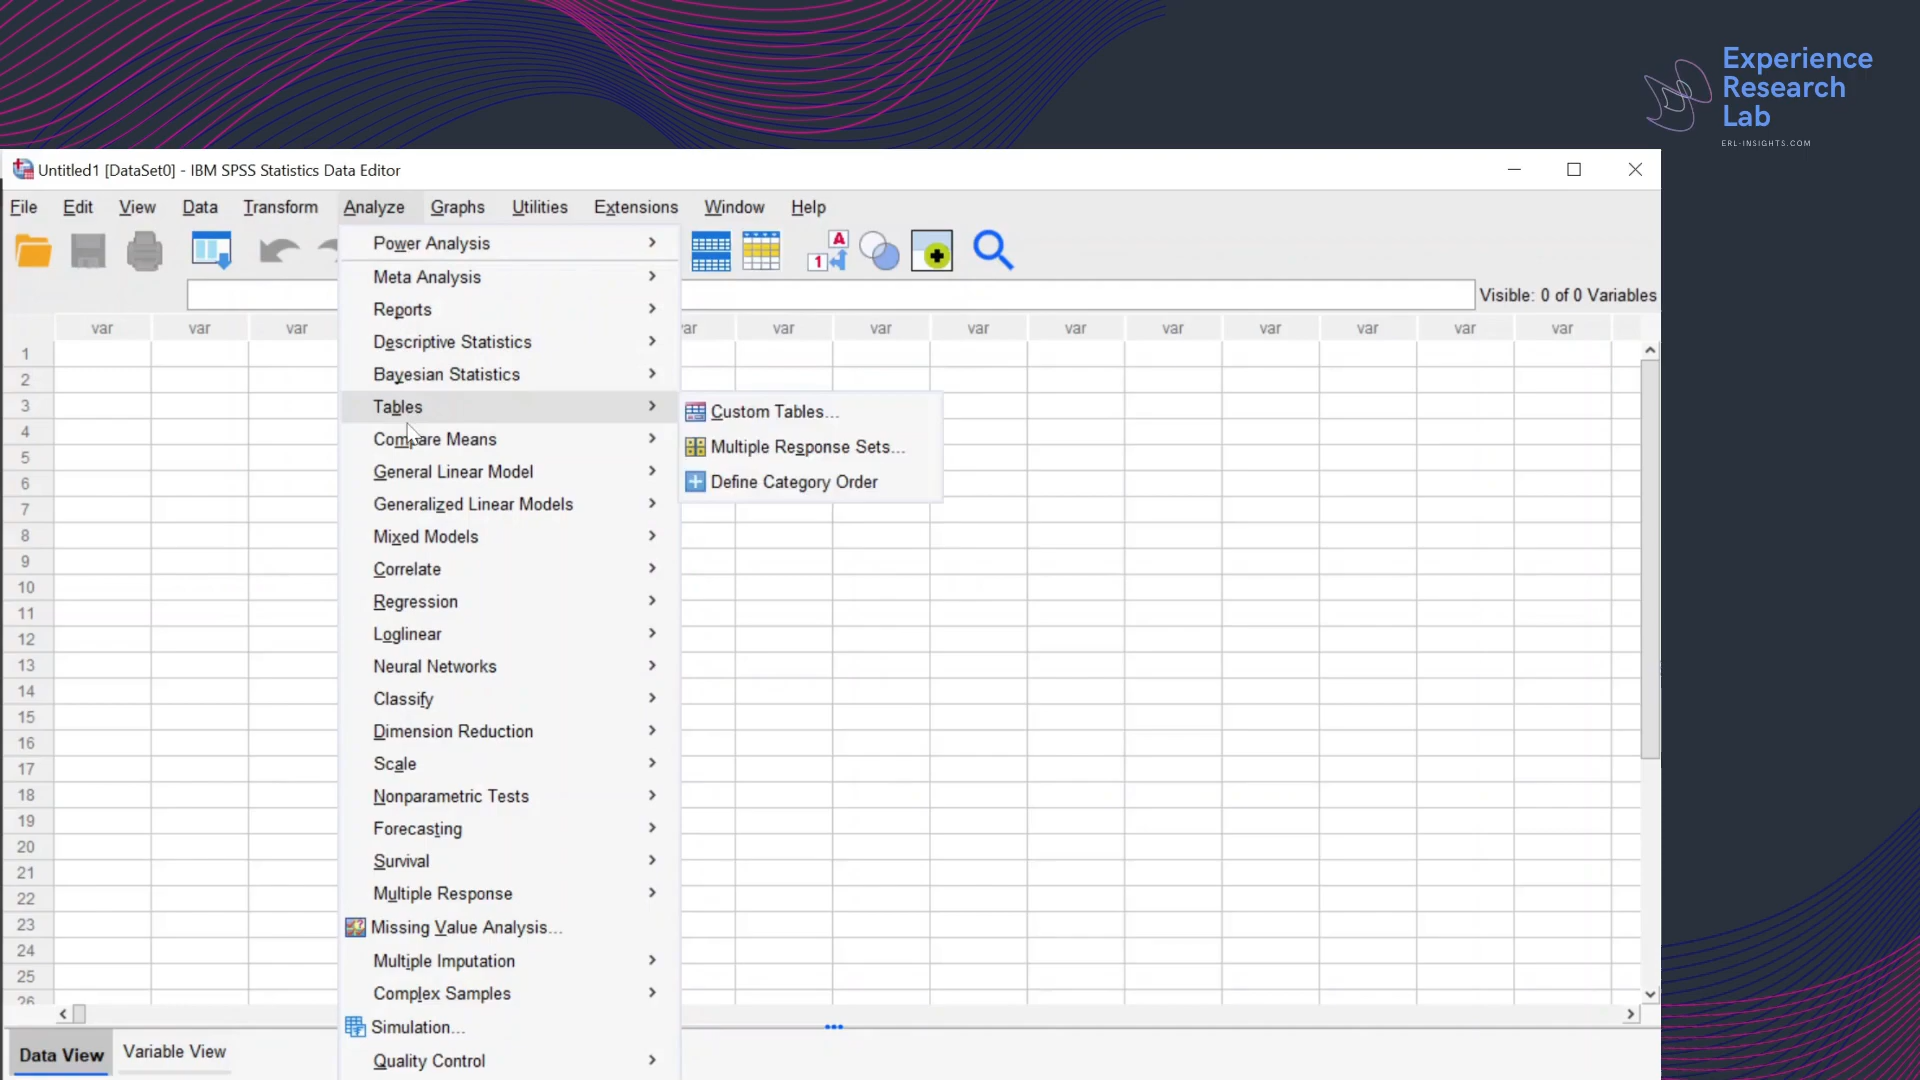 Experience
Research
Lab
ERL-INSIGHTS.COM
Untitled1 [DataSet0] - IBM SPSS Statistics Data Editor
File Edit View Data Transform Analyze Graphs Utilities Extensions Window Help
A
1
Visible: 0 of 0 Variables
var var var var var var var var var var var var var
Power Analysis
Meta Analysis
Reports
Descriptive Statistics
Bayesian Statistics
Tables
Compare Means
General Linear Model
Generalized Linear Models
Mixed Models
Correlate
Regression
Loglinear
Neural Networks
Classify
Dimension Reduction
Scale
Nonparametric Tests
Forecasting
Survival
Multiple Response
Missing Value Analysis...
Multiple Imputation
Complex Samples
Simulation...
Quality Control
Custom Tables...
Multiple Response Sets...
Define Category Order
1
2
3
4
5
6
7
8
9
10
11
12
13
14
15
16
17
18
19
20
21
22
23
24
25
26
Data View Variable View